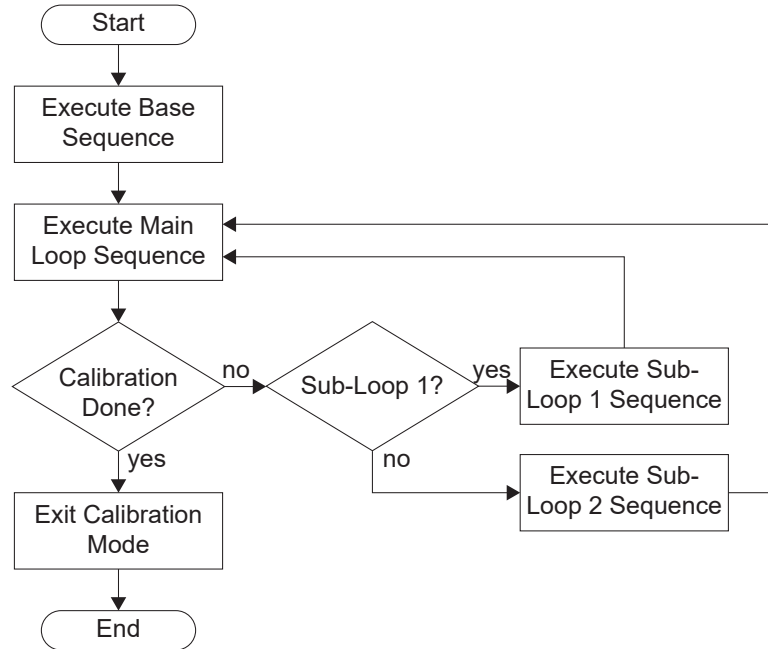 Start
Execute Base
Sequence
Execute Main
Loop Sequence
Calibration
Done?
no
Sub-Loop 1?
yes
Execute Sub-
Loop 1 Sequence
yes
no
Execute Sub-
Loop 2 Sequence
Exit Calibration
Mode
End